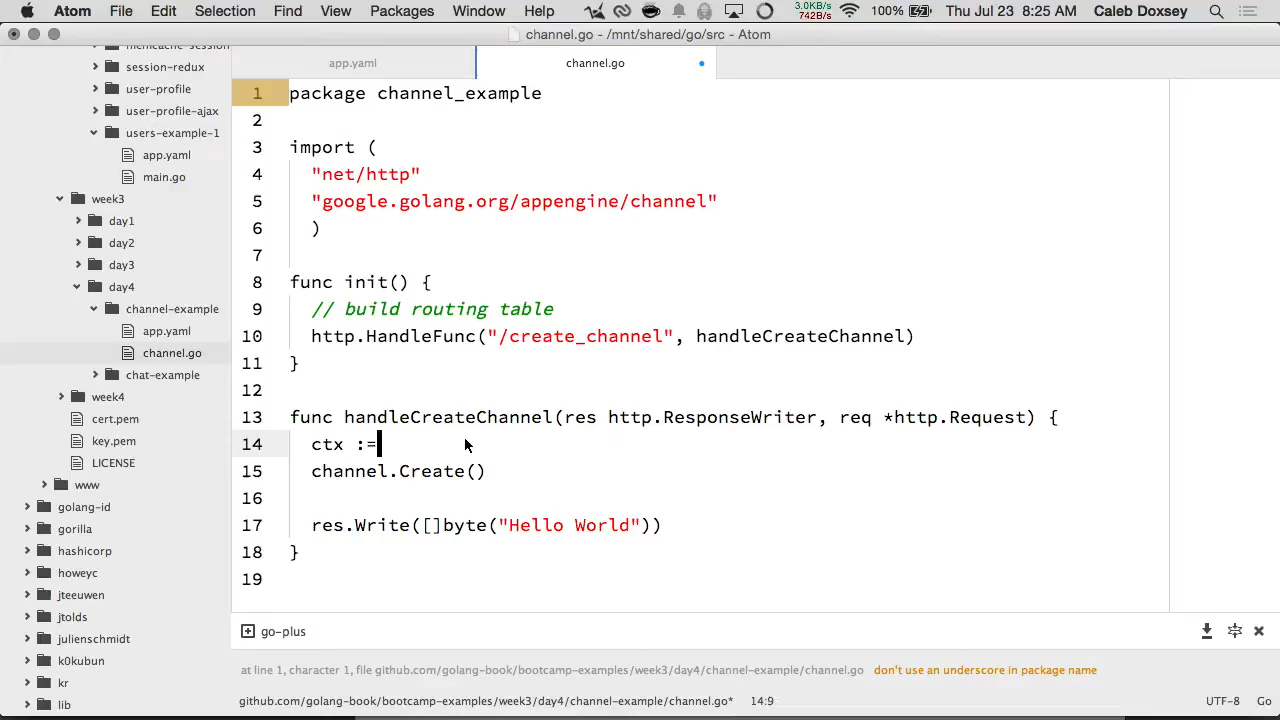 Atom File Edit Selection Find Packages Window Help 3.0KB/s 742B/s 100% Thu Jul 23 8:25 AM Caleb Doxsey
channel.go - /mnt/shared/go/src - Atom
memcache-session
session-redux
user-profile
user-profile-ajax
users-example-1
app.yaml
main.go
week3
day1
day2
day3
day4
channel-example
app.yaml
channel.go
chat-example
week4
cert.pem
key.pem
LICENSE
www
golang-id
gorilla
hashicorp
howeyc
jteeuwen
jtolds
julienschmidt
k0kubun
kr
lib
app.yaml channel.go
1 package channel_example
2
3 import (
4 "net/http"
5 "google.golang.org/appengine/channel"
6 )
7
8 func init() {
9 // build routing table
10 http.HandleFunc("/create_channel", handleCreateChannel)
11 }
12
13 func handleCreateChannel(res http.ResponseWriter, req *http.Request) {
14 ctx :=
15 channel.Create()
16
17 res.Write([]byte("Hello World"))
18 }
19
go-plus
at line 1, character 1, file github.com/golang-book/bootcamp-examples/week3/day4/channel-example/channel.go don't use an underscore in package name
github.com/golang-book/bootcamp-examples/week3/day4/channel-example/channel.go* 14:9 UTF-8 Go